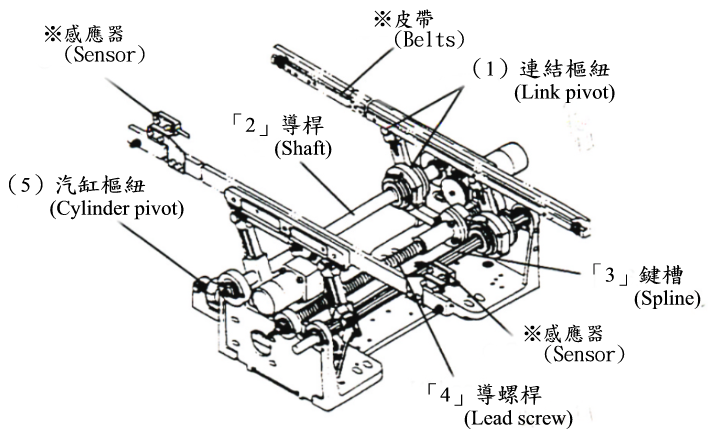 ※感應器
(Sensor)
※皮帶
(Belts)
（1）連結樞紐
(Link pivot)
「2」導桿
(Shaft)
（5）汽缸樞紐
(Cylinder pivot)
「3」鍵槽
(Spline)
※感應器
(Sensor)
「4」導螺桿
(Lead screw)